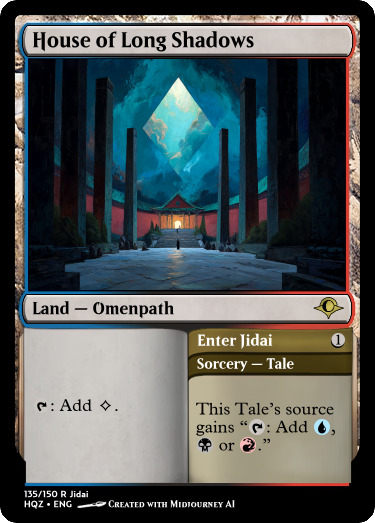 House of Long Shadows
Land — Omenpath
: Add .
Enter Jidai 1
Sorcery — Tale
This Tale's source
gains “: Add ,
or .”
135/150 R Jidai
HQZ • ENG CREATED WITH MIDJOURNEY AI